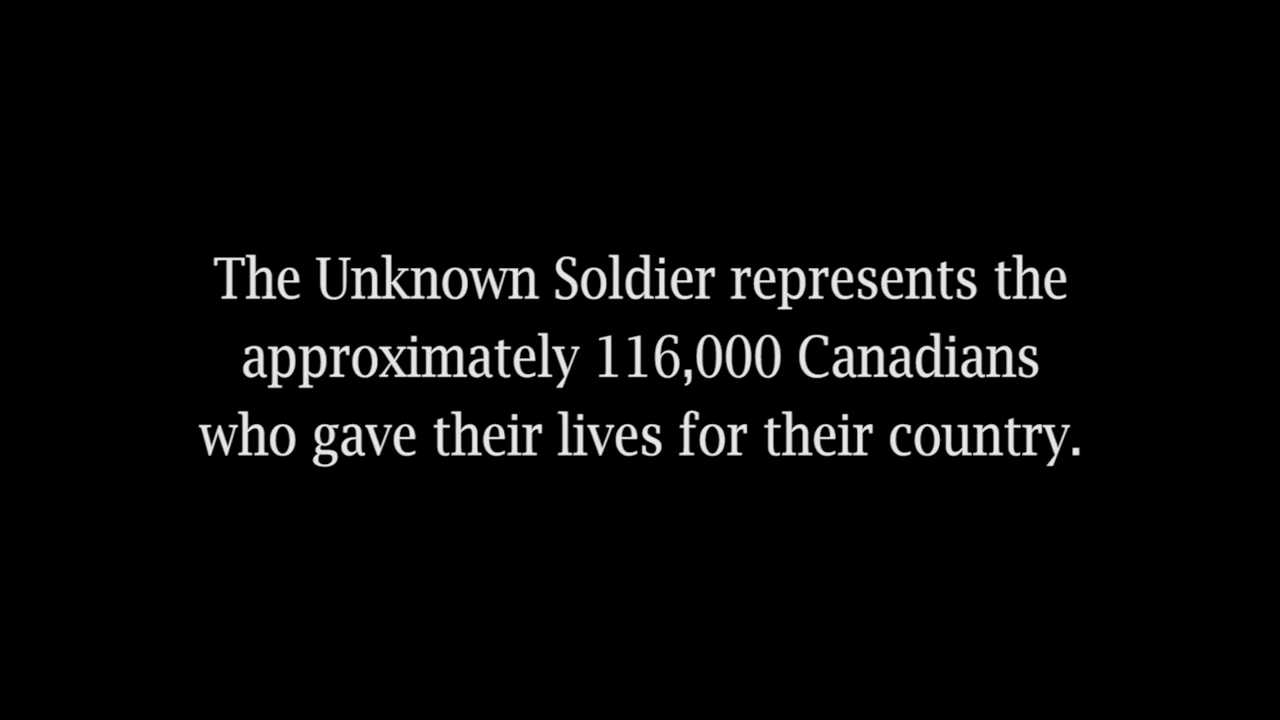 The Unknown Soldier represents the
approximately 116,000 Canadians
who gave their lives for their country.